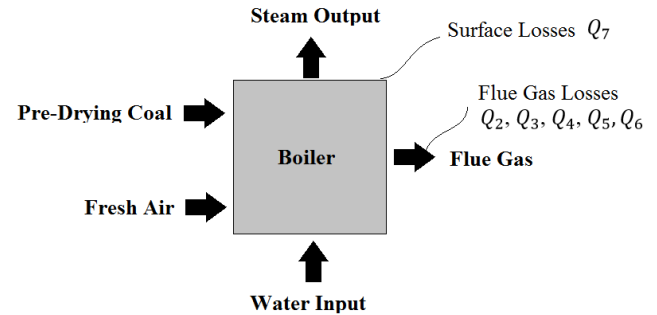 Steam Output
Surface Losses Q₇
Flue Gas Losses
Q₂, Q₃, Q₄, Q₅, Q₆
Pre-Drying Coal
Boiler
Flue Gas
Fresh Air
Water Input